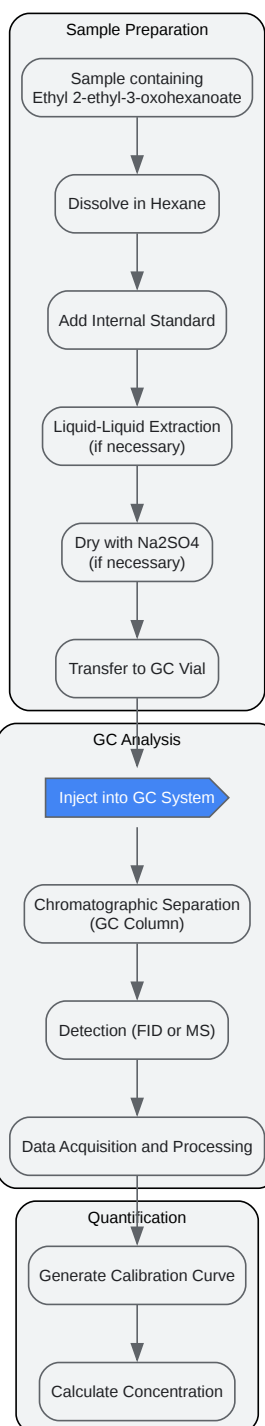 Sample Preparation
Sample containing
Ethyl 2-ethyl-3-oxohexanoate
Dissolve in Hexane
Add Internal Standard
Liquid-Liquid Extraction
(if necessary)
Dry with Na2SO4
(if necessary)
Transfer to GC Vial
GC Analysis
Inject into GC System
Chromatographic Separation
(GC Column)
Detection (FID or MS)
Data Acquisition and Processing
Quantification
Generate Calibration Curve
Calculate Concentration